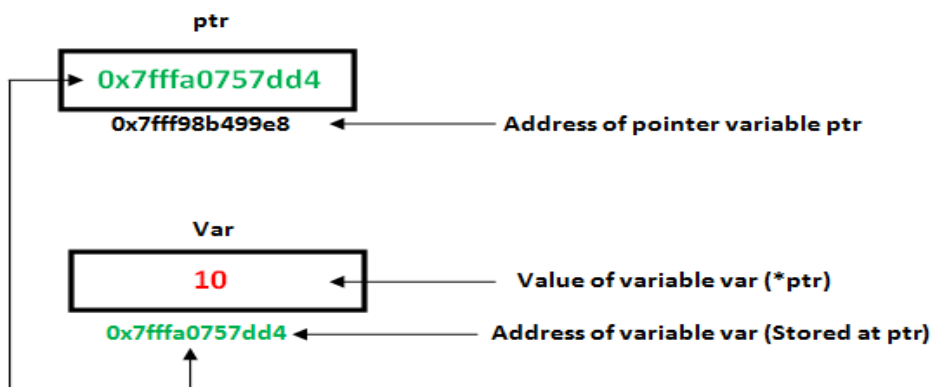 ptr
0x7fffa0757dd4
0x7fff98b499e8
Address of pointer variable ptr
Var
10
Value of variable var (*ptr)
0x7fffa0757dd4
Address of variable var (Stored at ptr)